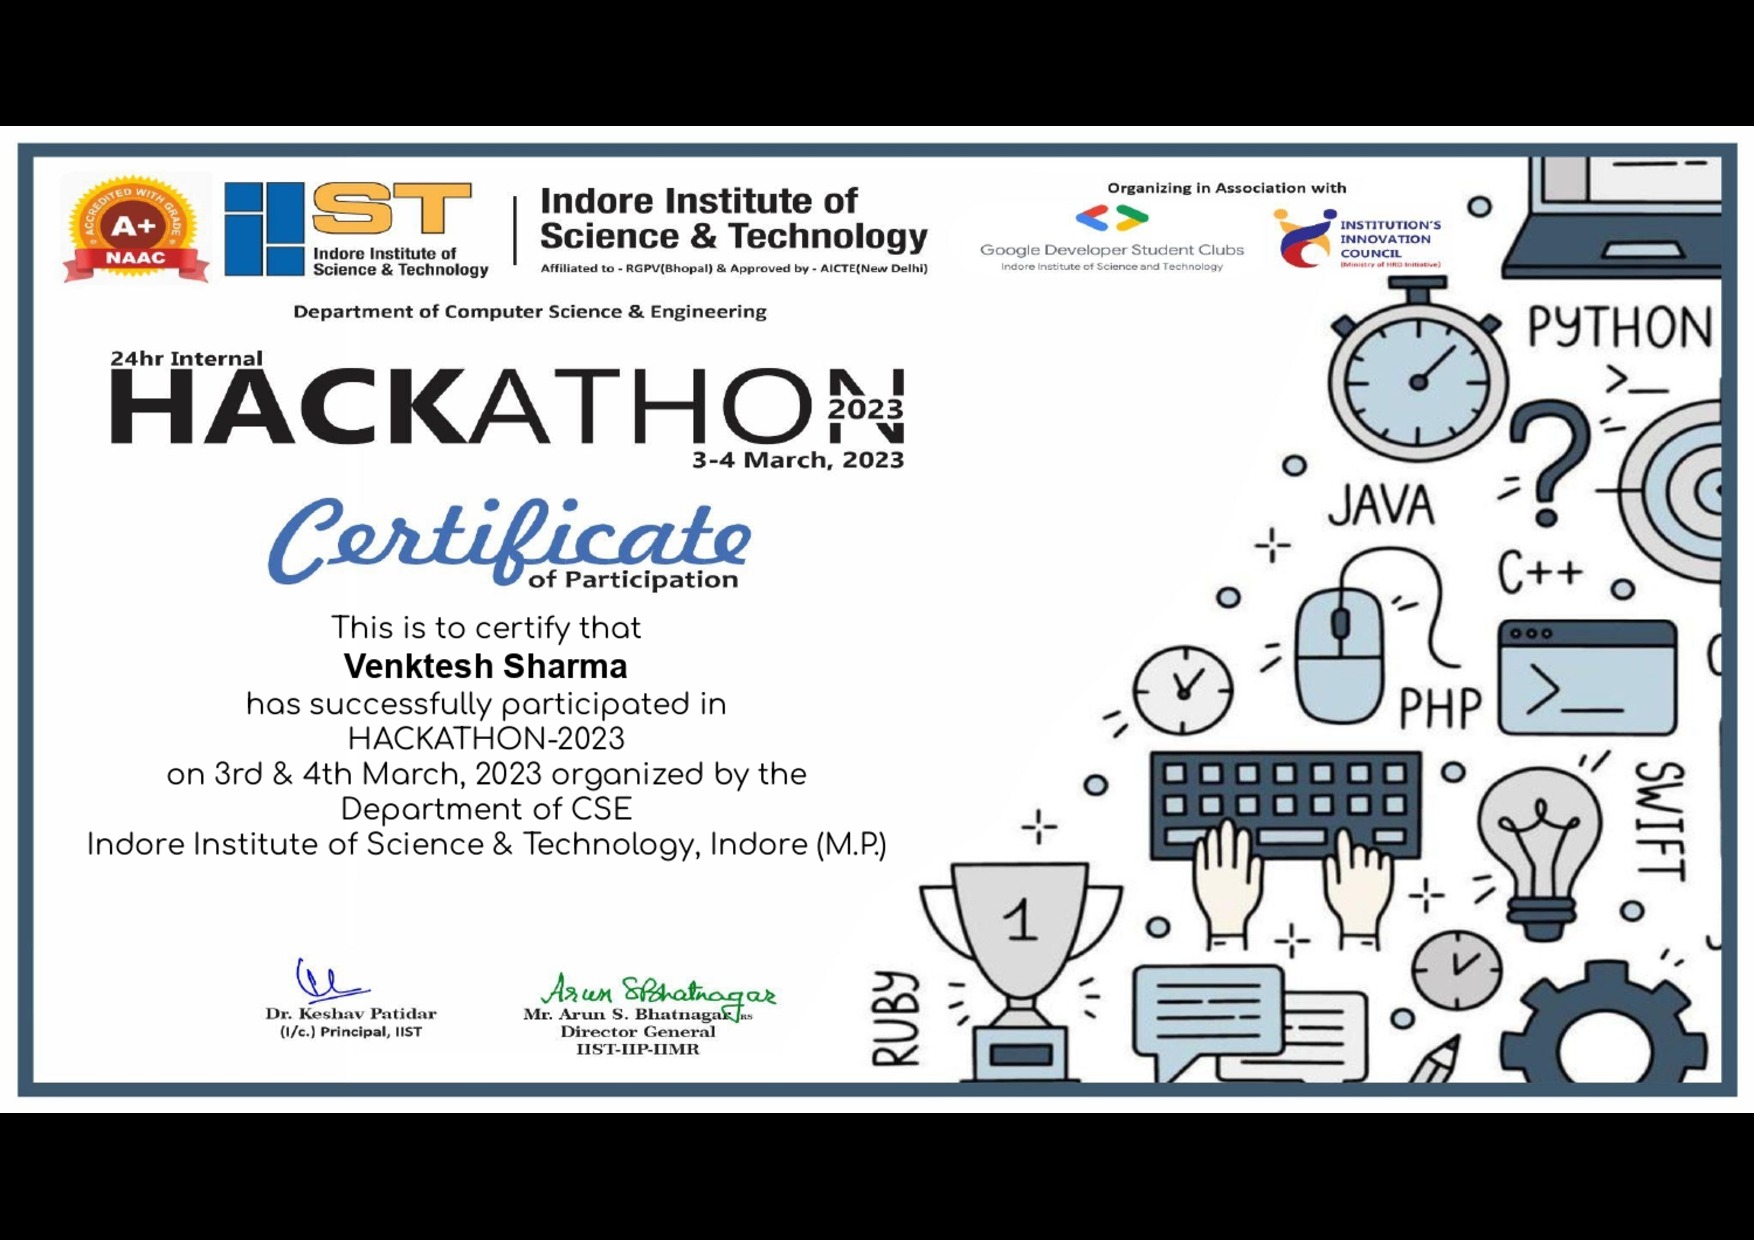 ACCREDITED WITH GRADE
A+
NAAC
IIST
Indore Institute of
Science & Technology
Indore Institute of
Science & Technology
Affiliated to - RGPV(Bhopal) & Approved by - AICTE(New Delhi)
Organizing in Association with
Google Developer Student Clubs
Indore Institute of Science and Technology
INSTITUTION'S
INNOVATION
COUNCIL
(Ministry of HRD Initiative)
Department of Computer Science & Engineering
24hr Internal
HACKATHON
2023
3-4 March, 2023
Certificate
of Participation
This is to certify that
Venktesh Sharma
has successfully participated in
HACKATHON-2023
on 3rd & 4th March, 2023 organized by the
Department of CSE
Indore Institute of Science & Technology, Indore (M.P.)
Dr. Keshav Patidar
(I/c.) Principal, IIST
Arun S Bhatnagar
Mr. Arun S. Bhatnagar IRS
Director General
IIST-IIP-IIMR
PYTHON
>_
JAVA
C++
PHP
>_
SWIFT
1
RUBY